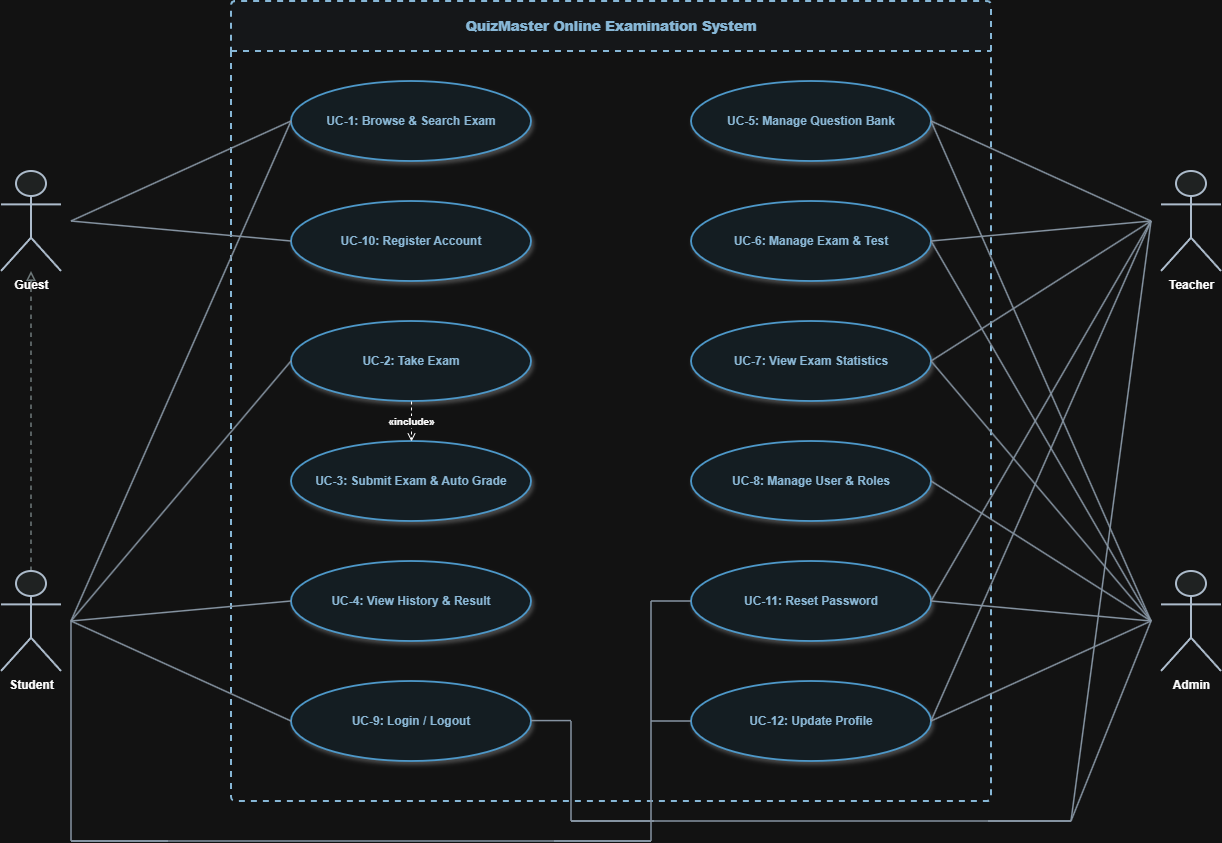 QuizMaster Online Examination System
UC-1: Browse & Search Exam
UC-5: Manage Question Bank
UC-10: Register Account
UC-6: Manage Exam & Test
Guest
Teacher
UC-2: Take Exam
UC-7: View Exam Statistics
«include»
UC-3: Submit Exam & Auto Grade
UC-8: Manage User & Roles
UC-4: View History & Result
UC-11: Reset Password
Student
Admin
UC-9: Login / Logout
UC-12: Update Profile